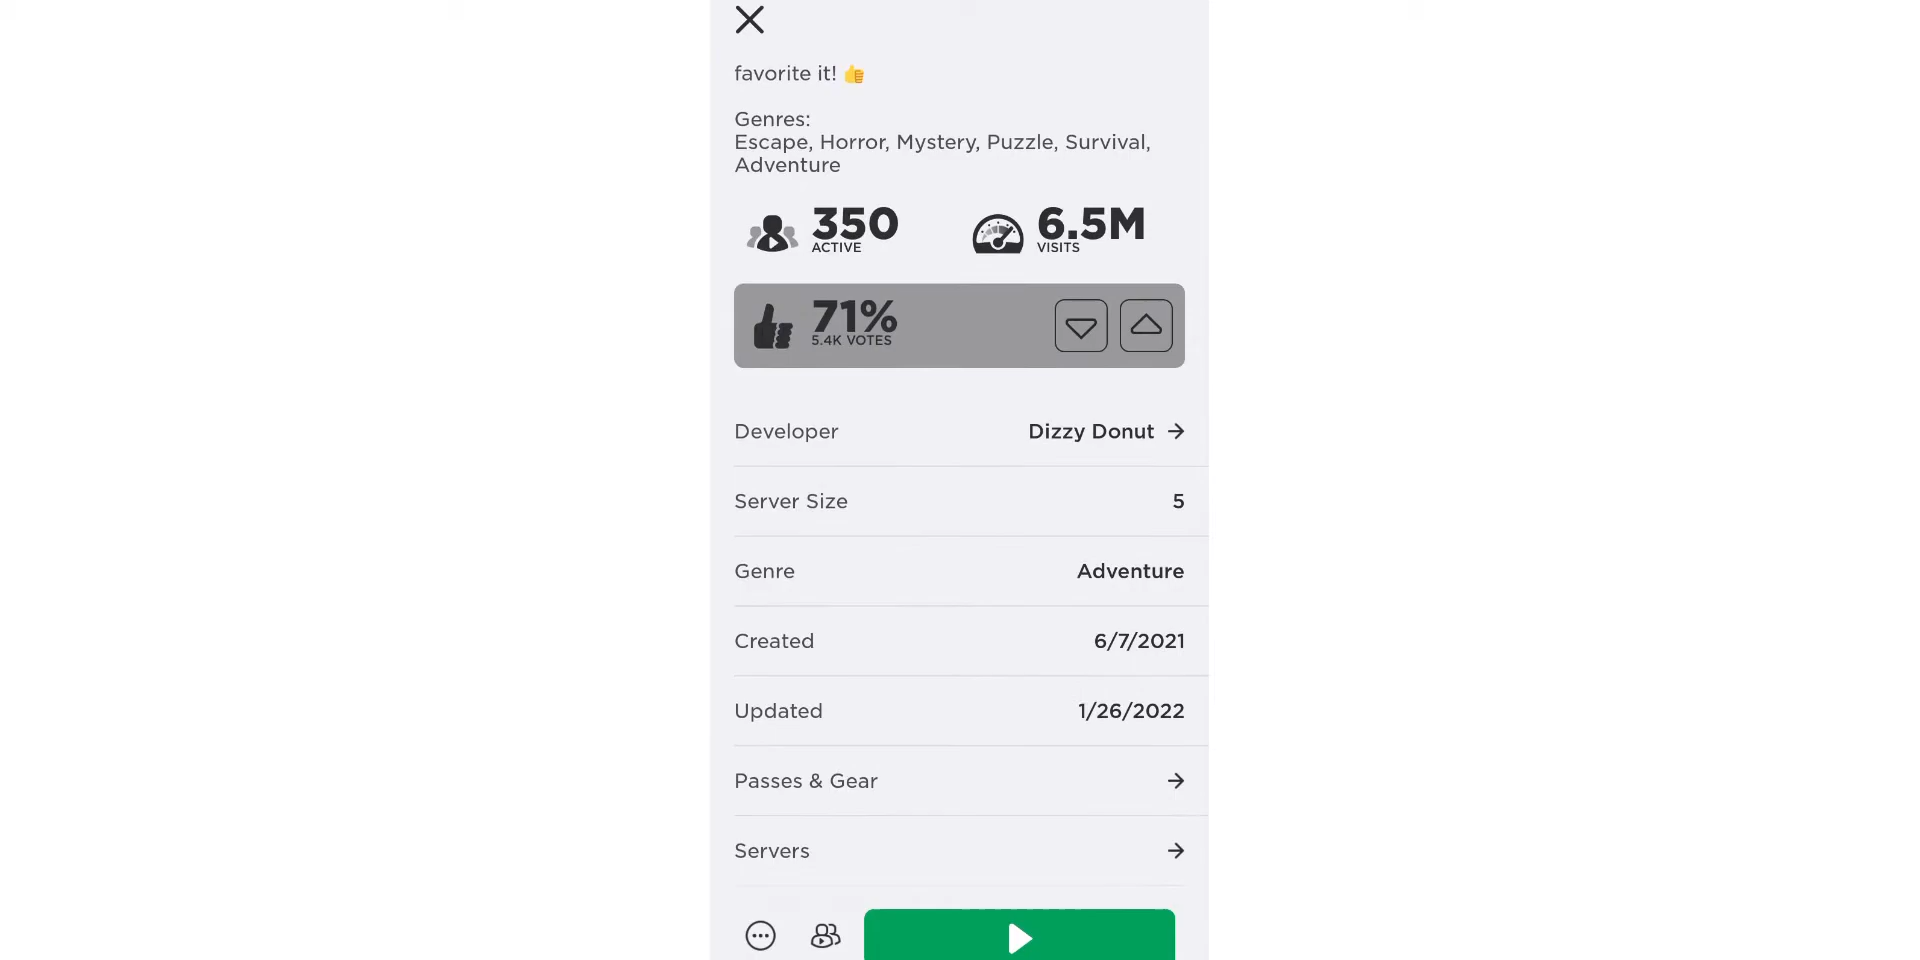 favorite it! 👍
Genres:
Escape, Horror, Mystery, Puzzle, Survival,
Adventure
350
ACTIVE
6.5M
VISITS
71%
5.4K VOTES
Developer Dizzy Donut →
Server Size 5
Genre Adventure
Created 6/7/2021
Updated 1/26/2022
Passes & Gear →
Servers →